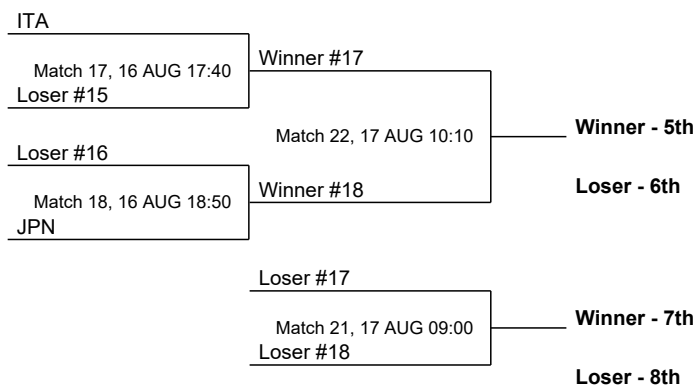 ITA
Match 17, 16 AUG 17:40
Loser #15
Winner #17
Match 22, 17 AUG 10:10
Loser #16
Match 18, 16 AUG 18:50
JPN
Winner #18
Winner - 5th
Loser - 6th
Loser #17
Match 21, 17 AUG 09:00
Loser #18
Winner - 7th
Loser - 8th